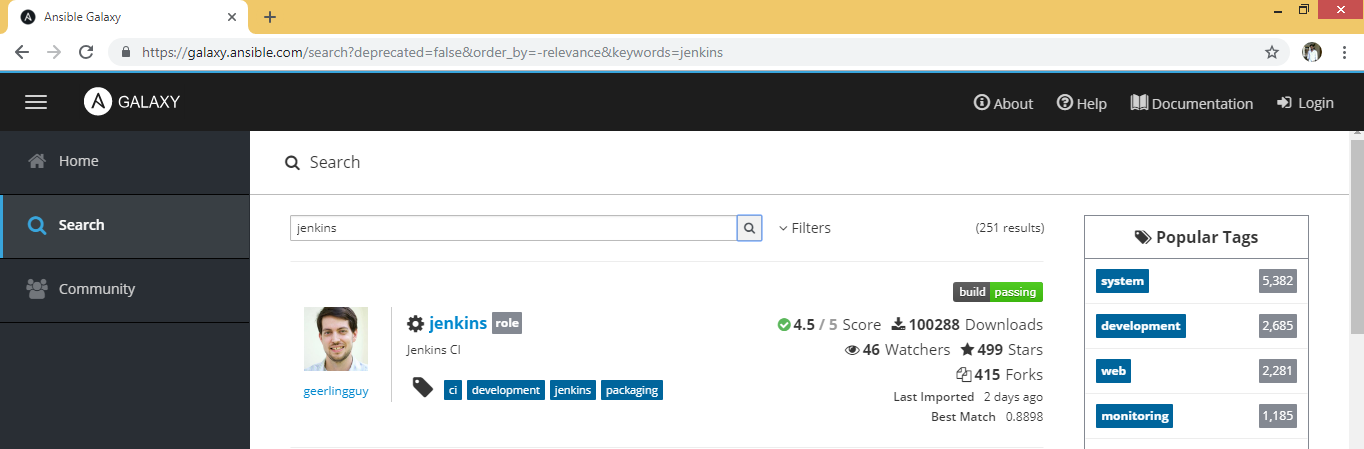 Ansible Galaxy
https://galaxy.ansible.com/search?deprecated=false&order_by=-relevance&keywords=jenkins
A GALAXY
About Help Documentation Login
Home
Search
Community
Search
jenkins
Filters
(251 results)
build passing
jenkins role
Jenkins CI
geerlingguy
ci development jenkins packaging
4.5 / 5 Score 100288 Downloads
46 Watchers 499 Stars
415 Forks
Last Imported 2 days ago
Best Match 0.8898
Popular Tags
system 5,382
development 2,685
web 2,281
monitoring 1,185